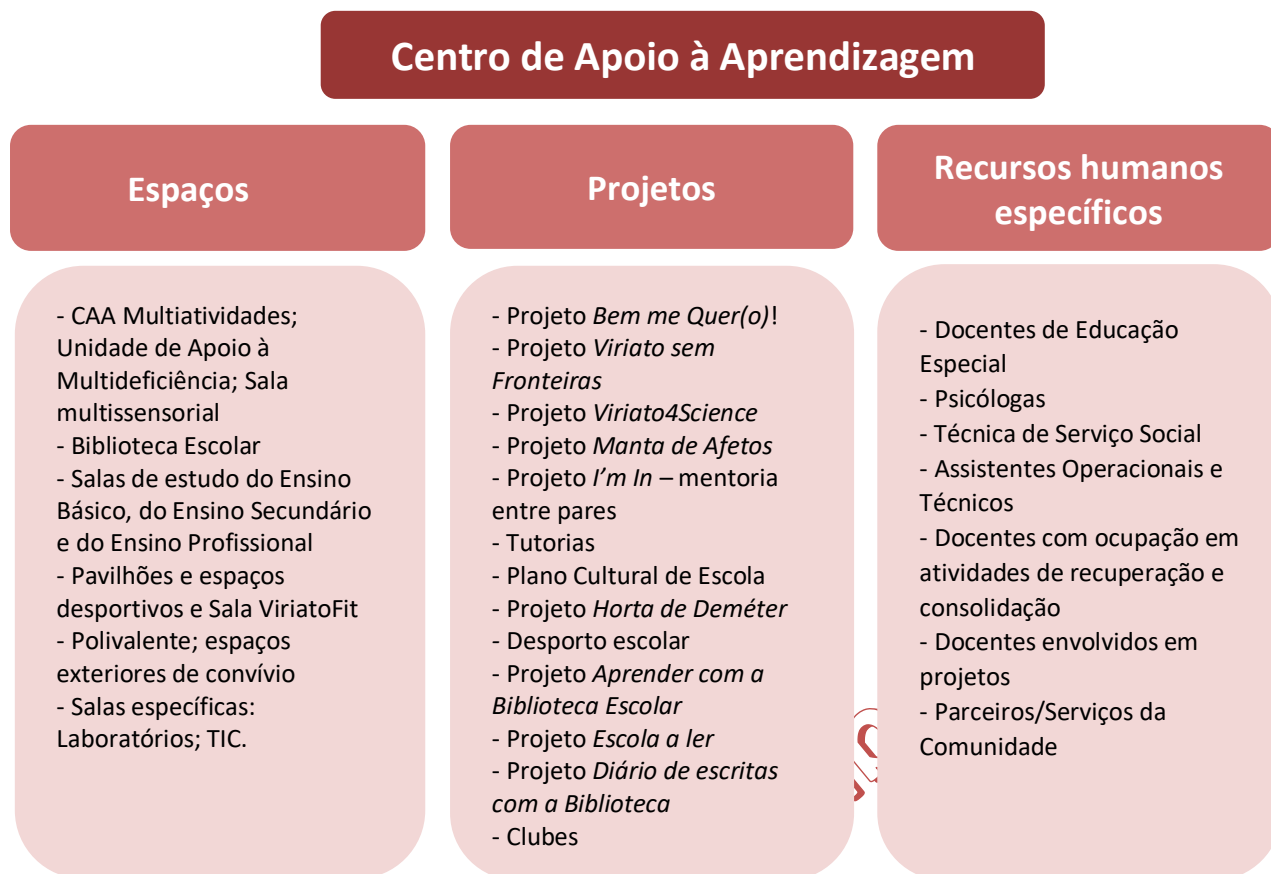 Centro de Apoio à Aprendizagem
Espaços
- CAA Multiatividades;
Unidade de Apoio à
Multideficiência; Sala
multissensorial
- Biblioteca Escolar
- Salas de estudo do Ensino
Básico, do Ensino Secundário
e do Ensino Profissional
- Pavilhões e espaços
desportivos e Sala ViriatoFit
- Polivalente; espaços
exteriores de convívio
- Salas específicas:
Laboratórios; TIC.
Projetos
- Projeto Bem me Quer(o)!
- Projeto Viriato sem
Fronteiras
- Projeto Viriato4Science
- Projeto Manta de Afetos
- Projeto I’m In – mentoria
entre pares
- Tutorias
- Plano Cultural de Escola
- Projeto Horta de Deméter
- Desporto escolar
- Projeto Aprender com a
Biblioteca Escolar
- Projeto Escola a ler
- Projeto Diário de escritas
com a Biblioteca
- Clubes
Recursos humanos
específicos
- Docentes de Educação
Especial
- Psicólogas
- Técnica de Serviço Social
- Assistentes Operacionais e
Técnicos
- Docentes com ocupação em
atividades de recuperação e
consolidação
- Docentes envolvidos em
projetos
- Parceiros/Serviços da
Comunidade